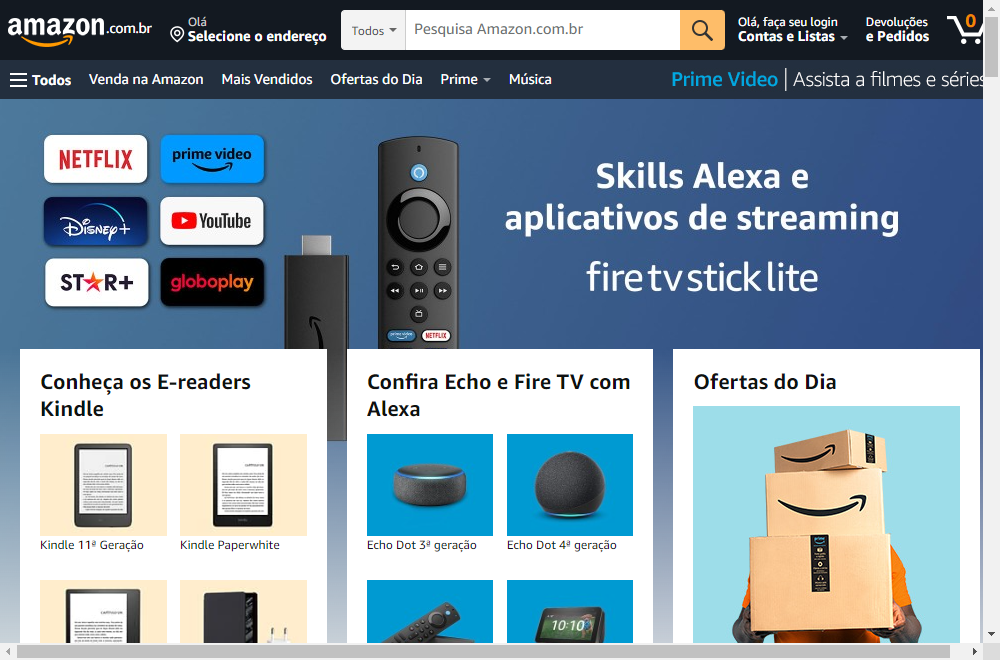 amazon.com.br
Olá
Selecione o endereço
Todos
Pesquisa Amazon.com.br
Olá, faça seu login
Contas e Listas
Devoluções
e Pedidos
0
Todos
Venda na Amazon
Mais Vendidos
Ofertas do Dia
Prime
Música
Prime Video | Assista a filmes e séries
NETFLIX
prime video
Disney+
YouTube
STAR+
globoplay
Skills Alexa e
aplicativos de streaming
fire tv stick lite
prime video
NETFLIX
Conheça os E-readers
Kindle
Confira Echo e Fire TV com
Alexa
Ofertas do Dia
Kindle 11ª Geração
Kindle Paperwhite
Echo Dot 3ª geração
Echo Dot 4ª geração
10:10
prime